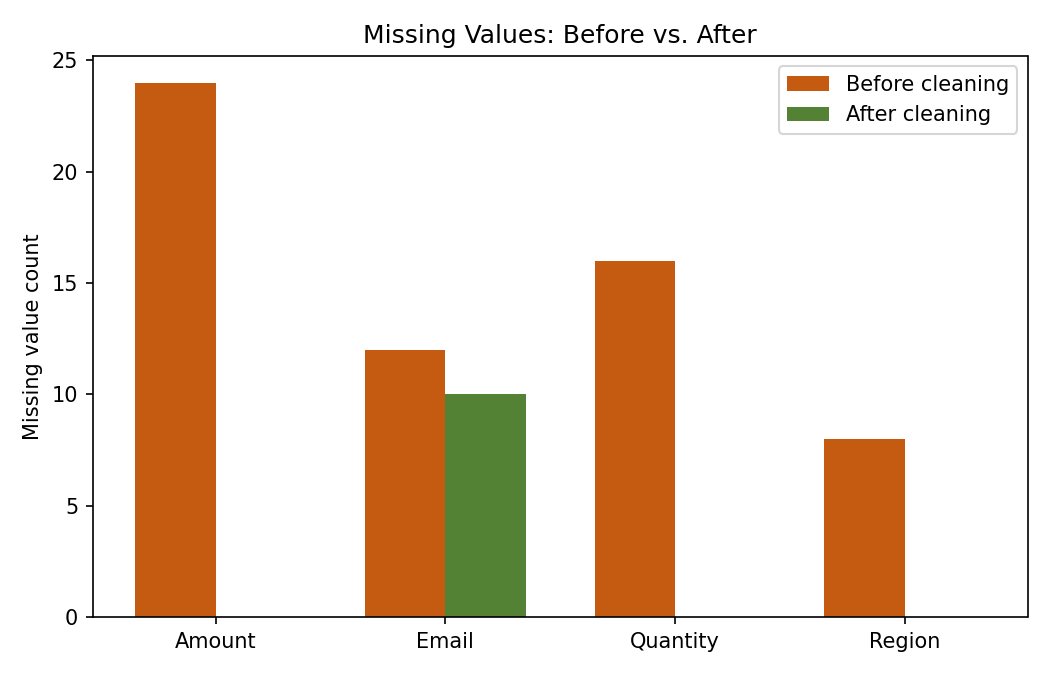 Missing Values: Before vs. After
Before cleaning
After cleaning
Missing value count
25
20
15
10
5
0
Amount
Email
Quantity
Region